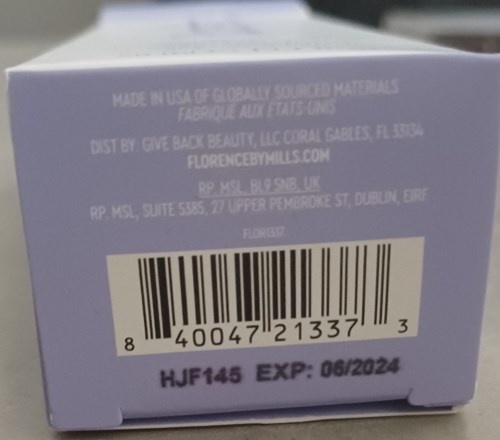 MADE IN USA OF GLOBALLY SOURCED MATERIALS
FABRIQUÉ AUX ÉTATS-UNIS
DIST BY: GIVE BACK BEAUTY, LLC CORAL GABLES, FL 33134
FLORENCEBYMILLS.COM
RP. MSL, BL9 5NB, UK
RP. MSL, SUITE 5385, 27 UPPER PEMBROKE ST, DUBLIN, EIRE
8 40047 21337 3
HJF145 EXP: 06/2024